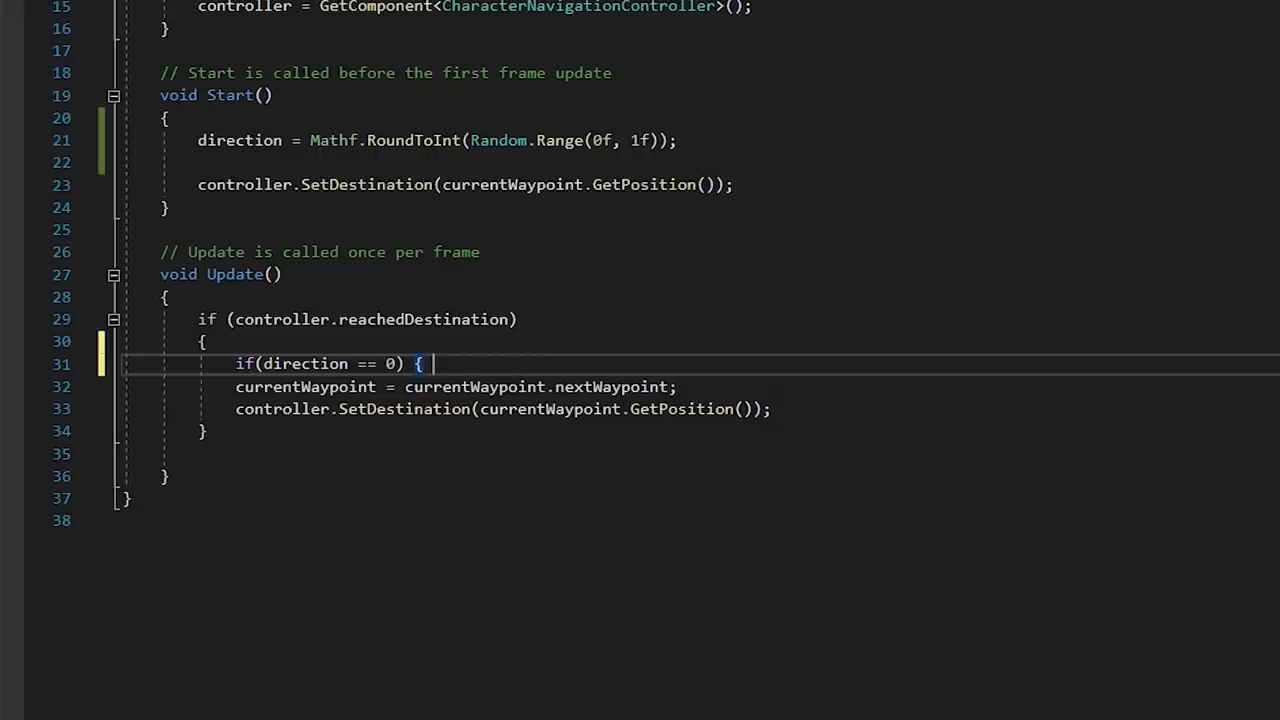 15 controller = GetComponent<CharacterNavigationController>();
16 }
17
18 // Start is called before the first frame update
19 void Start()
20 {
21 direction = Mathf.RoundToInt(Random.Range(0f, 1f));
22
23 controller.SetDestination(currentWaypoint.GetPosition());
24 }
25
26 // Update is called once per frame
27 void Update()
28 {
29 if (controller.reachedDestination)
30 {
31 if(direction == 0) {
32 currentWaypoint = currentWaypoint.nextWaypoint;
33 controller.SetDestination(currentWaypoint.GetPosition());
34 }
35
36 }
37 }
38